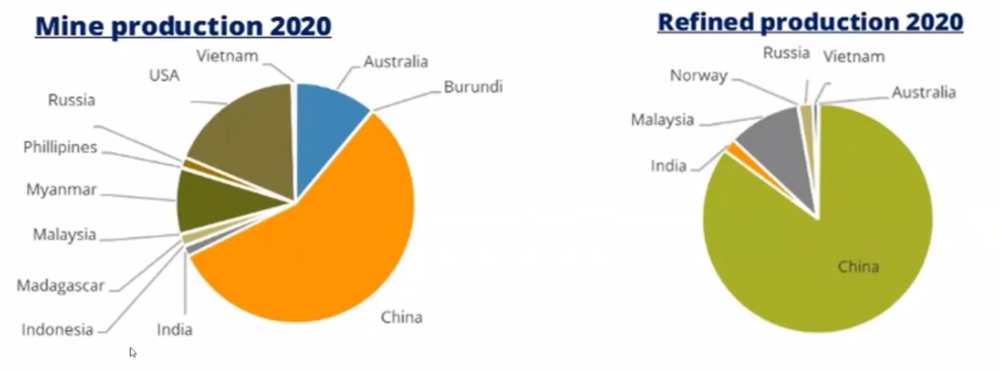 Mine production 2020
Vietnam
Australia
USA
Burundi
Russia
Phillipines
Myanmar
Malaysia
Madagascar
Indonesia
India
China
Refined production 2020
Russia
Vietnam
Norway
Australia
Malaysia
India
China